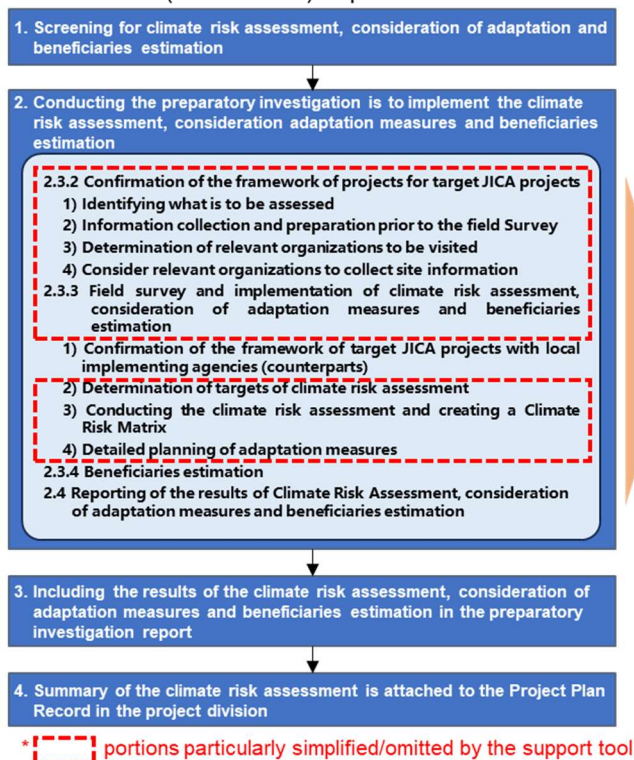 1. Screening for climate risk assessment, consideration of adaptation and
beneficiaries estimation
2. Conducting the preparatory investigation is to implement the climate
risk assessment, consideration adaptation measures and beneficiaries
estimation
2.3.2 Confirmation of the framework of projects for target JICA projects
1) Identifying what is to be assessed
2) Information collection and preparation prior to the field Survey
3) Determination of relevant organizations to be visited
4) Consider relevant organizations to collect site information
2.3.3 Field survey and implementation of climate risk assessment,
consideration of adaptation measures and beneficiaries
estimation
1) Confirmation of the framework of target JICA projects with local
implementing agencies (counterparts)
2) Determination of targets of climate risk assessment
3) Conducting the climate risk assessment and creating a Climate
Risk Matrix
4) Detailed planning of adaptation measures
2.3.4 Beneficiaries estimation
2.4 Reporting of the results of Climate Risk Assessment, consideration
of adaptation measures and beneficiaries estimation
3. Including the results of the climate risk assessment, consideration of
adaptation measures and beneficiaries estimation in the preparatory
investigation report
4. Summary of the climate risk assessment is attached to the Project Plan
Record in the project division
* portions particularly simplified/omitted by the support tool